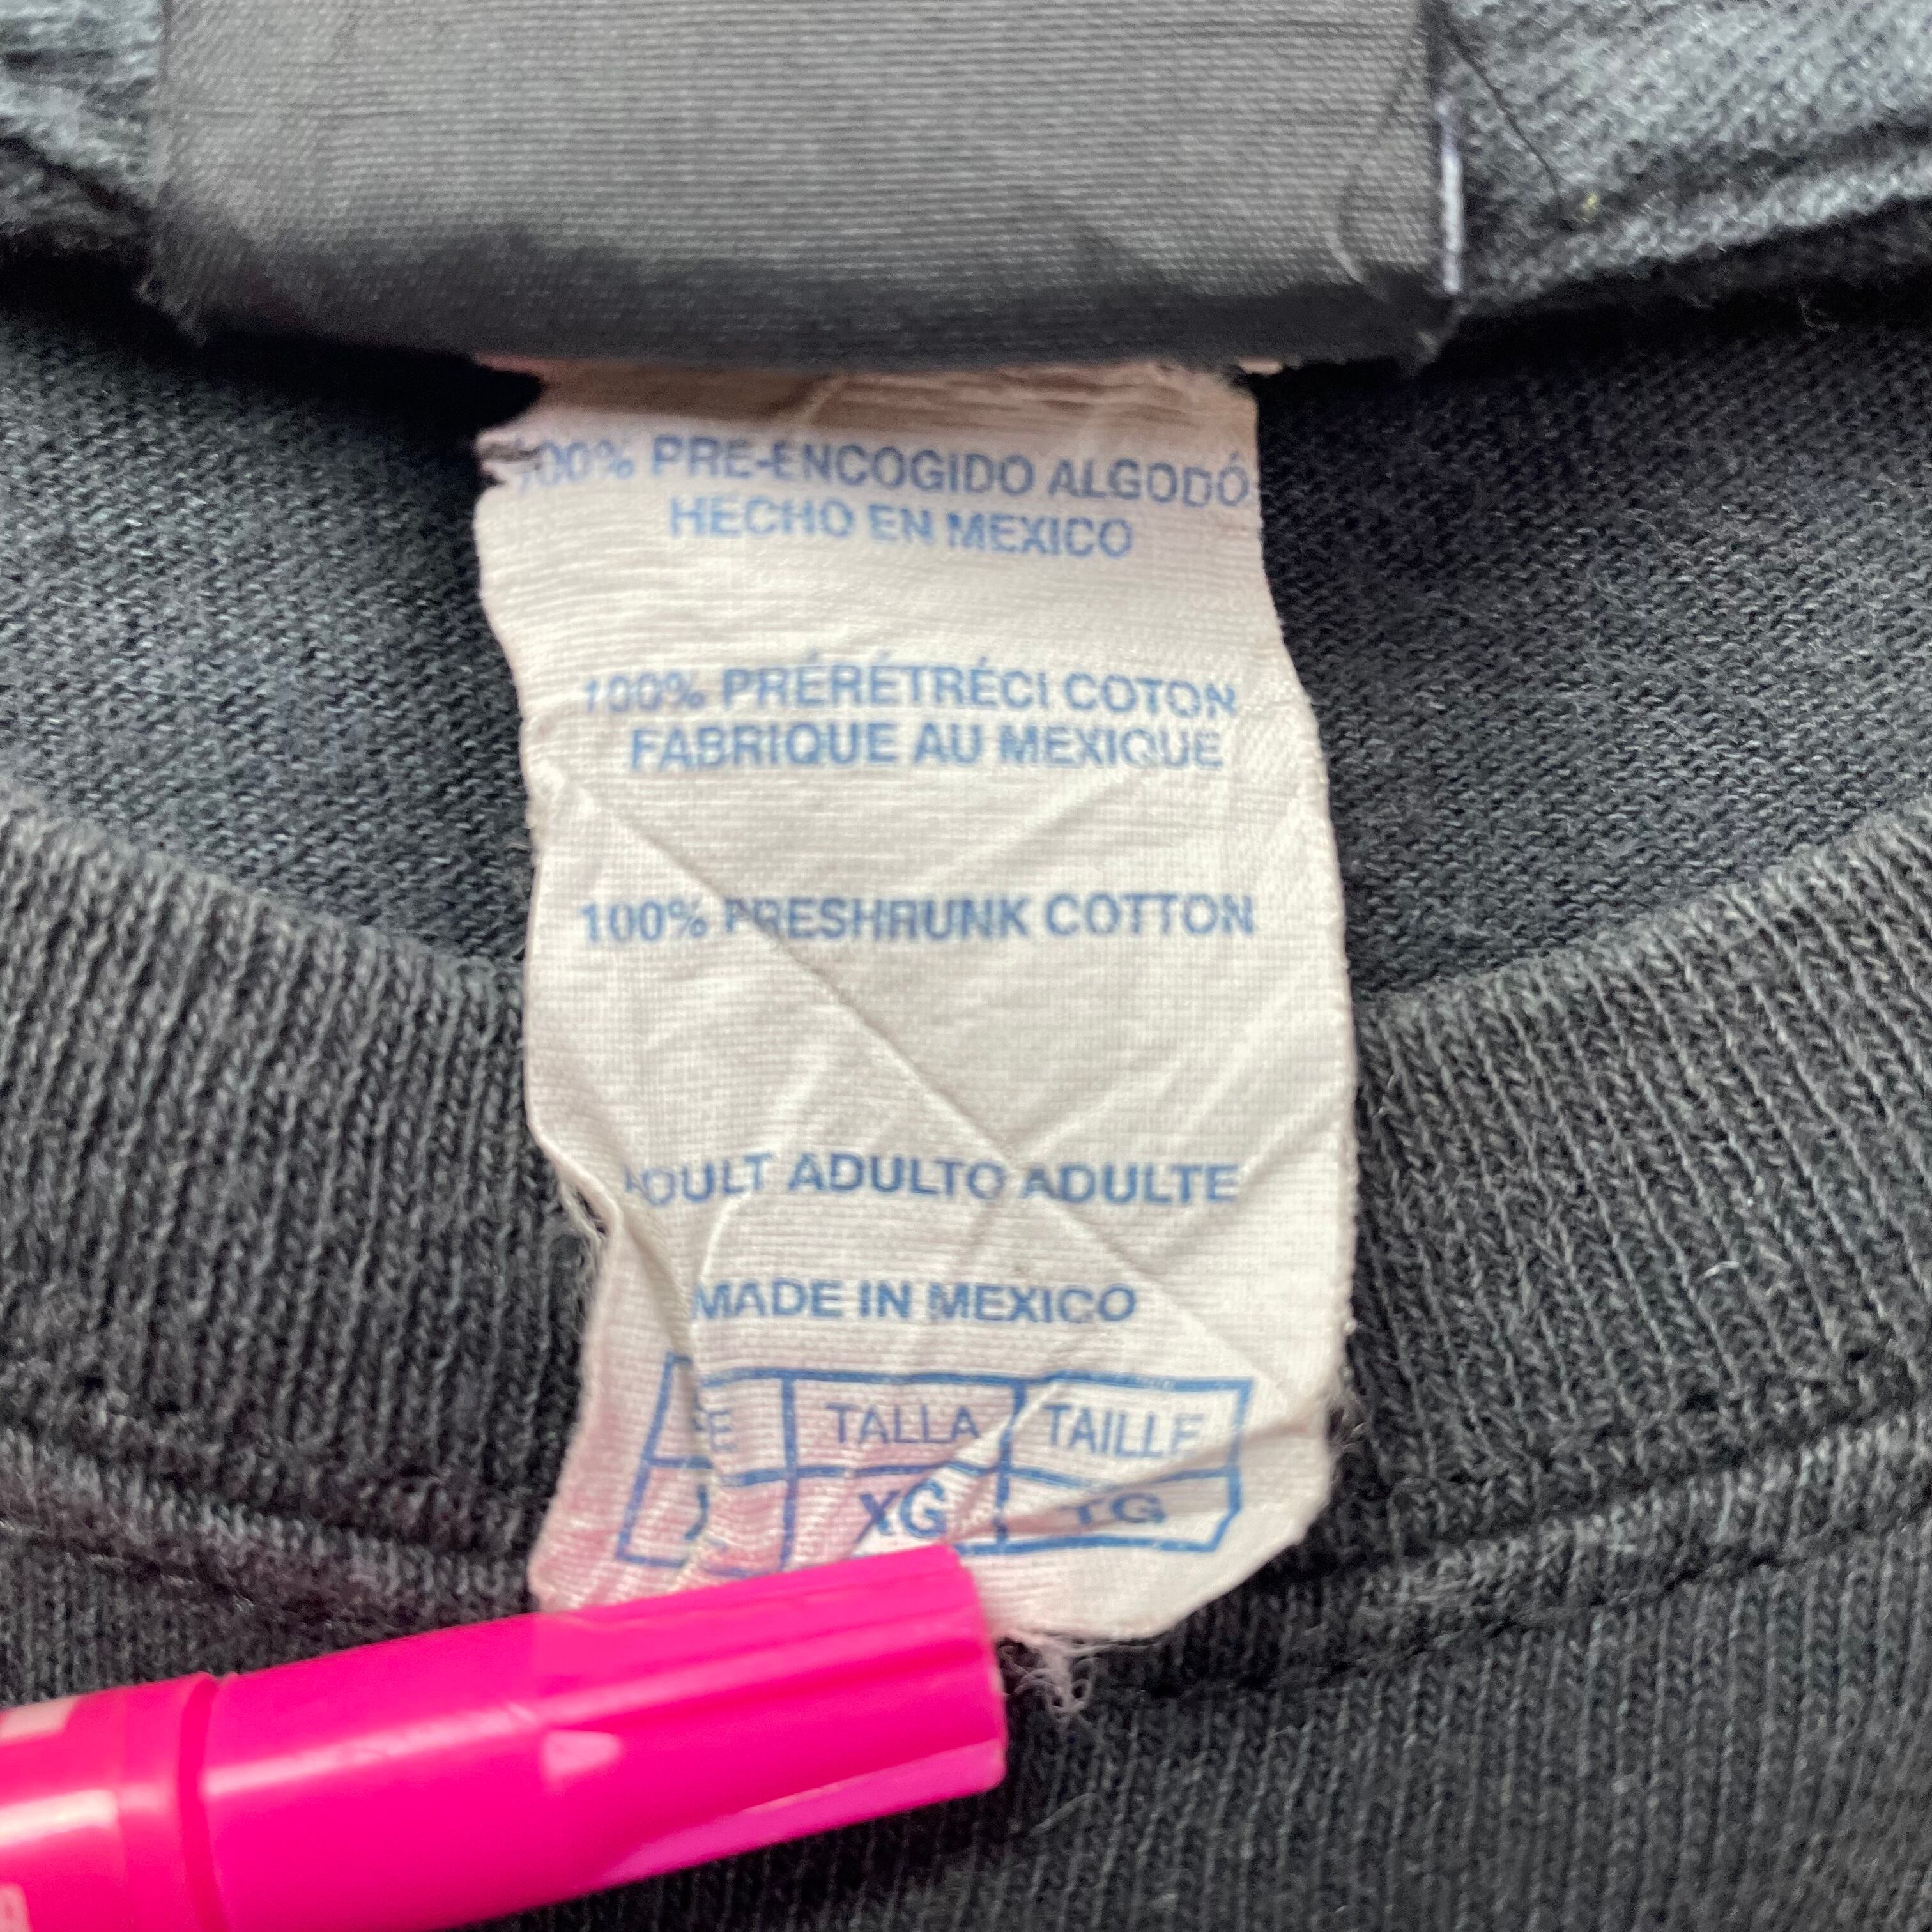 100% PRE-ENCOGIDO ALGODÓ
HECHO EN MEXICO
100% PRÉRÉTRÉCI COTON
FABRIQUE AU MEXIQUE
100% PRESHRUNK COTTON
ADULT ADULTO ADULTE
MADE IN MEXICO
TALLA TAILLE
XG TG